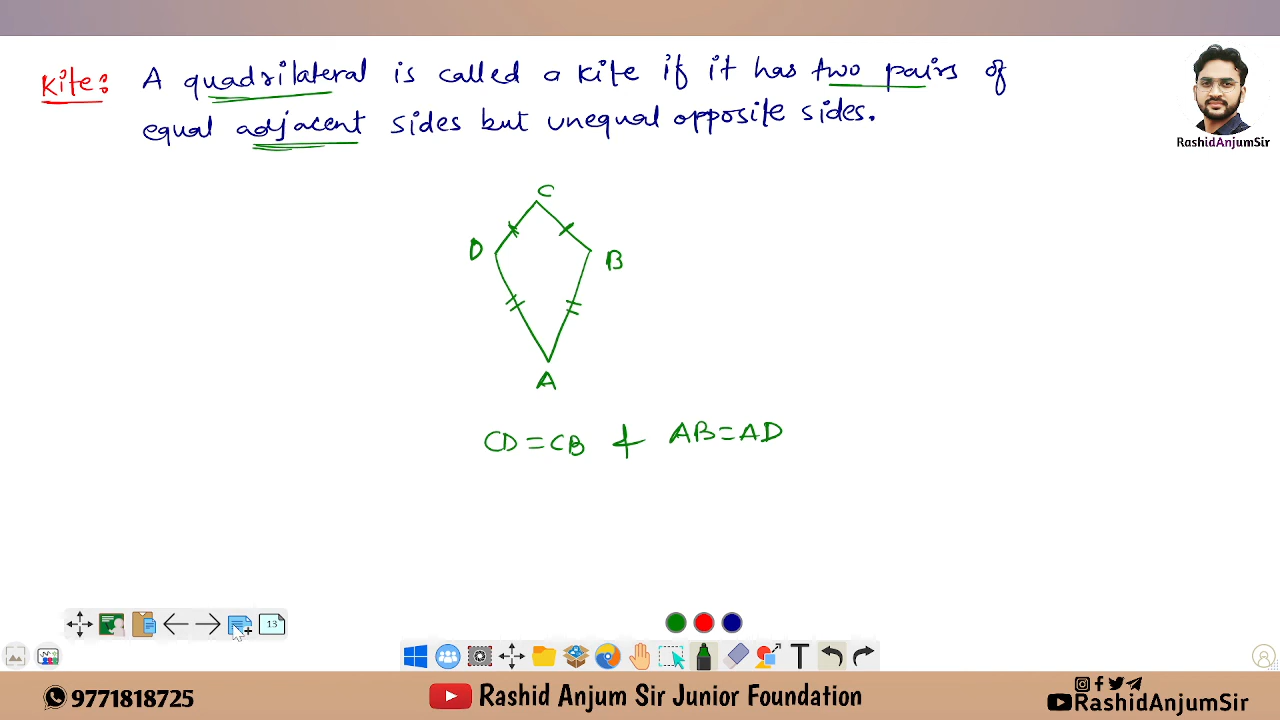 Kite: A quadrilateral is called a kite if it has two pairs of
equal adjacent sides but unequal opposite sides.
RashidAnjumSir
C
D
B
A
CD = CB & AB = AD
13
9771818725
Rashid Anjum Sir Junior Foundation
RashidAnjumSir